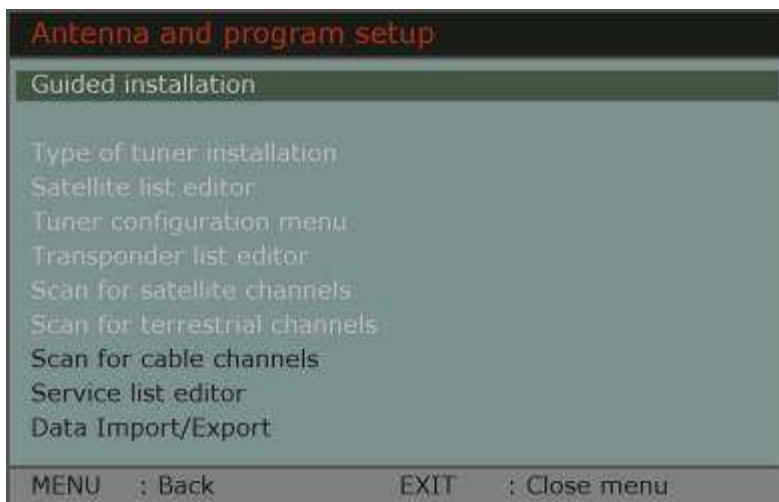 Antenna and program setup
Guided installation
Type of tuner installation
Satellite list editor
Tuner configuration menu
Transponder list editor
Scan for satellite channels
Scan for terrestrial channels
Scan for cable channels
Service list editor
Data Import/Export
MENU : Back EXIT : Close menu